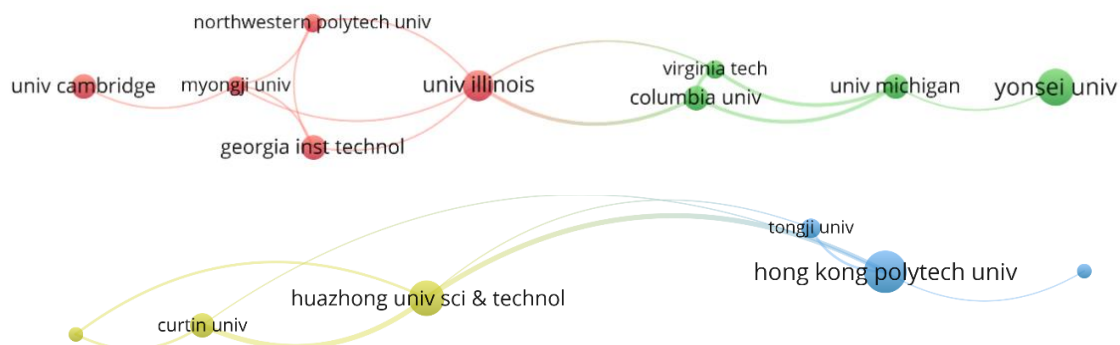 northwestern polytech univ
univ cambridge
myongji univ
univ illinois
virginia tech
columbia univ
univ michigan
yonsei univ
georgia inst technol
tongji univ
hong kong polytech univ
huazhong univ sci & technol
curtin univ